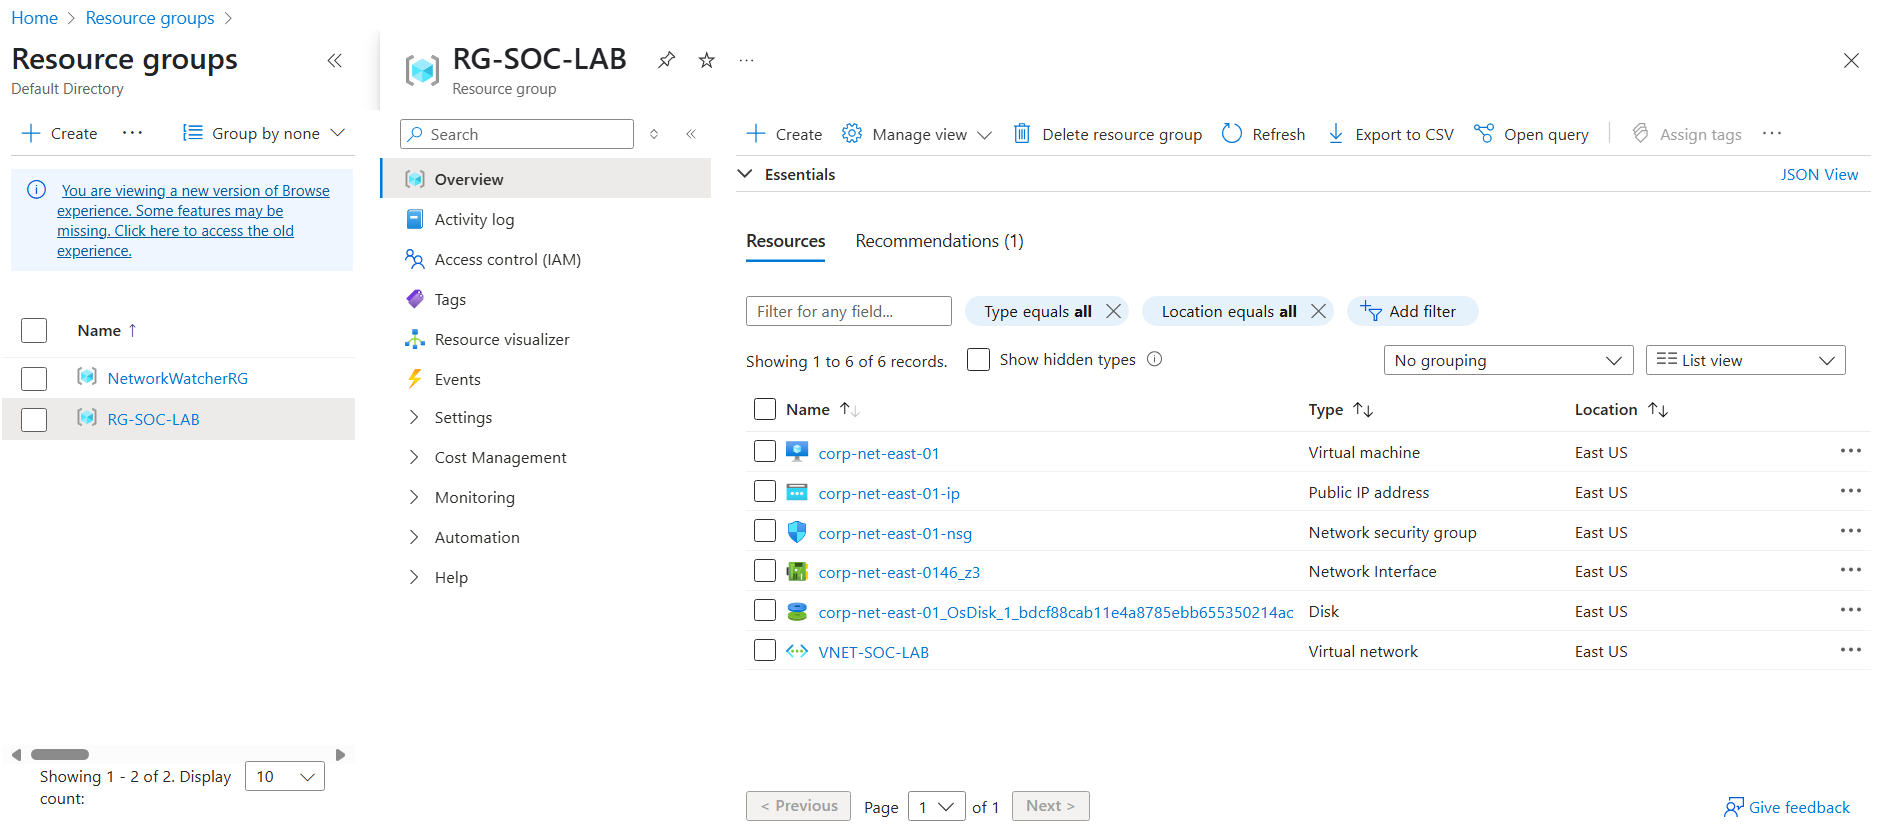 Home > Resource groups >
Resource groups
Default Directory
Create
Group by none
You are viewing a new version of Browse
experience. Some features may be
missing. Click here to access the old
experience.
Name ↑
NetworkWatcherRG
RG-SOC-LAB
Showing 1 - 2 of 2. Display
count:
10
RG-SOC-LAB
Resource group
Search
Overview
Activity log
Access control (IAM)
Tags
Resource visualizer
Events
Settings
Cost Management
Monitoring
Automation
Help
Create Manage view Delete resource group Refresh Export to CSV Open query Assign tags
Essentials
JSON View
Resources Recommendations (1)
Filter for any field... Type equals all Location equals all Add filter
Showing 1 to 6 of 6 records. Show hidden types No grouping List view
Name Type Location
corp-net-east-01 Virtual machine East US
corp-net-east-01-ip Public IP address East US
corp-net-east-01-nsg Network security group East US
corp-net-east-0146_z3 Network Interface East US
corp-net-east-01_OsDisk_1_bdcf88cab11e4a8785ebb655350214ac Disk East US
VNET-SOC-LAB Virtual network East US
< Previous Page 1 of 1 Next >
Give feedback